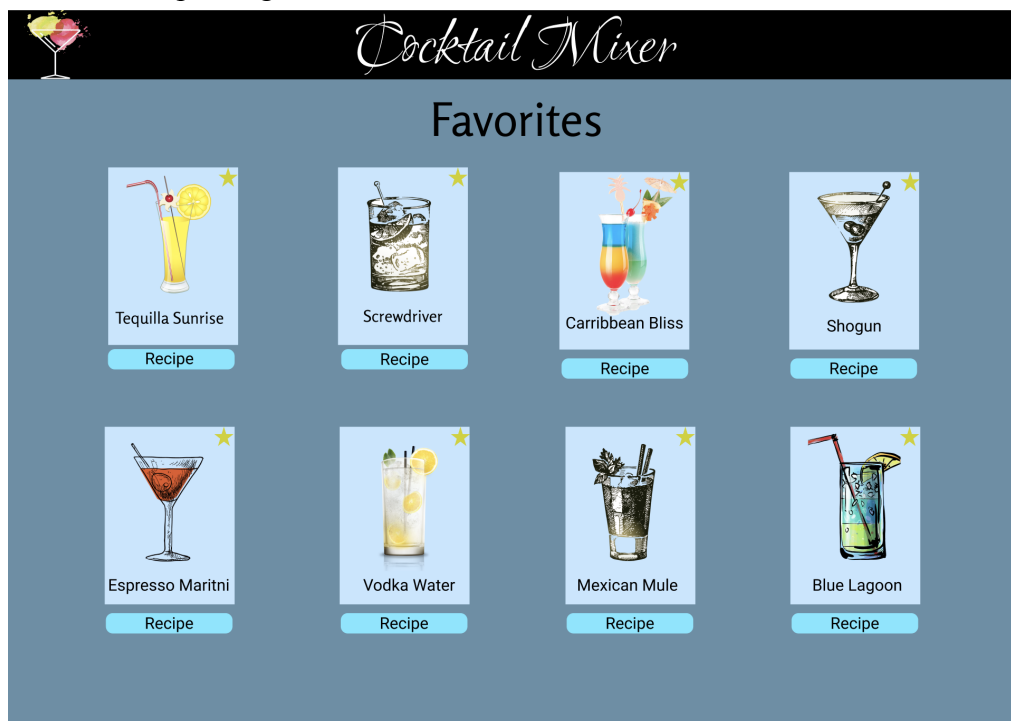 Cocktail Mixer
Favorites
Tequilla Sunrise
Screwdriver
Carribbean Bliss
Shogun
Recipe
Recipe
Recipe
Recipe
Espresso Maritni
Vodka Water
Mexican Mule
Blue Lagoon
Recipe
Recipe
Recipe
Recipe